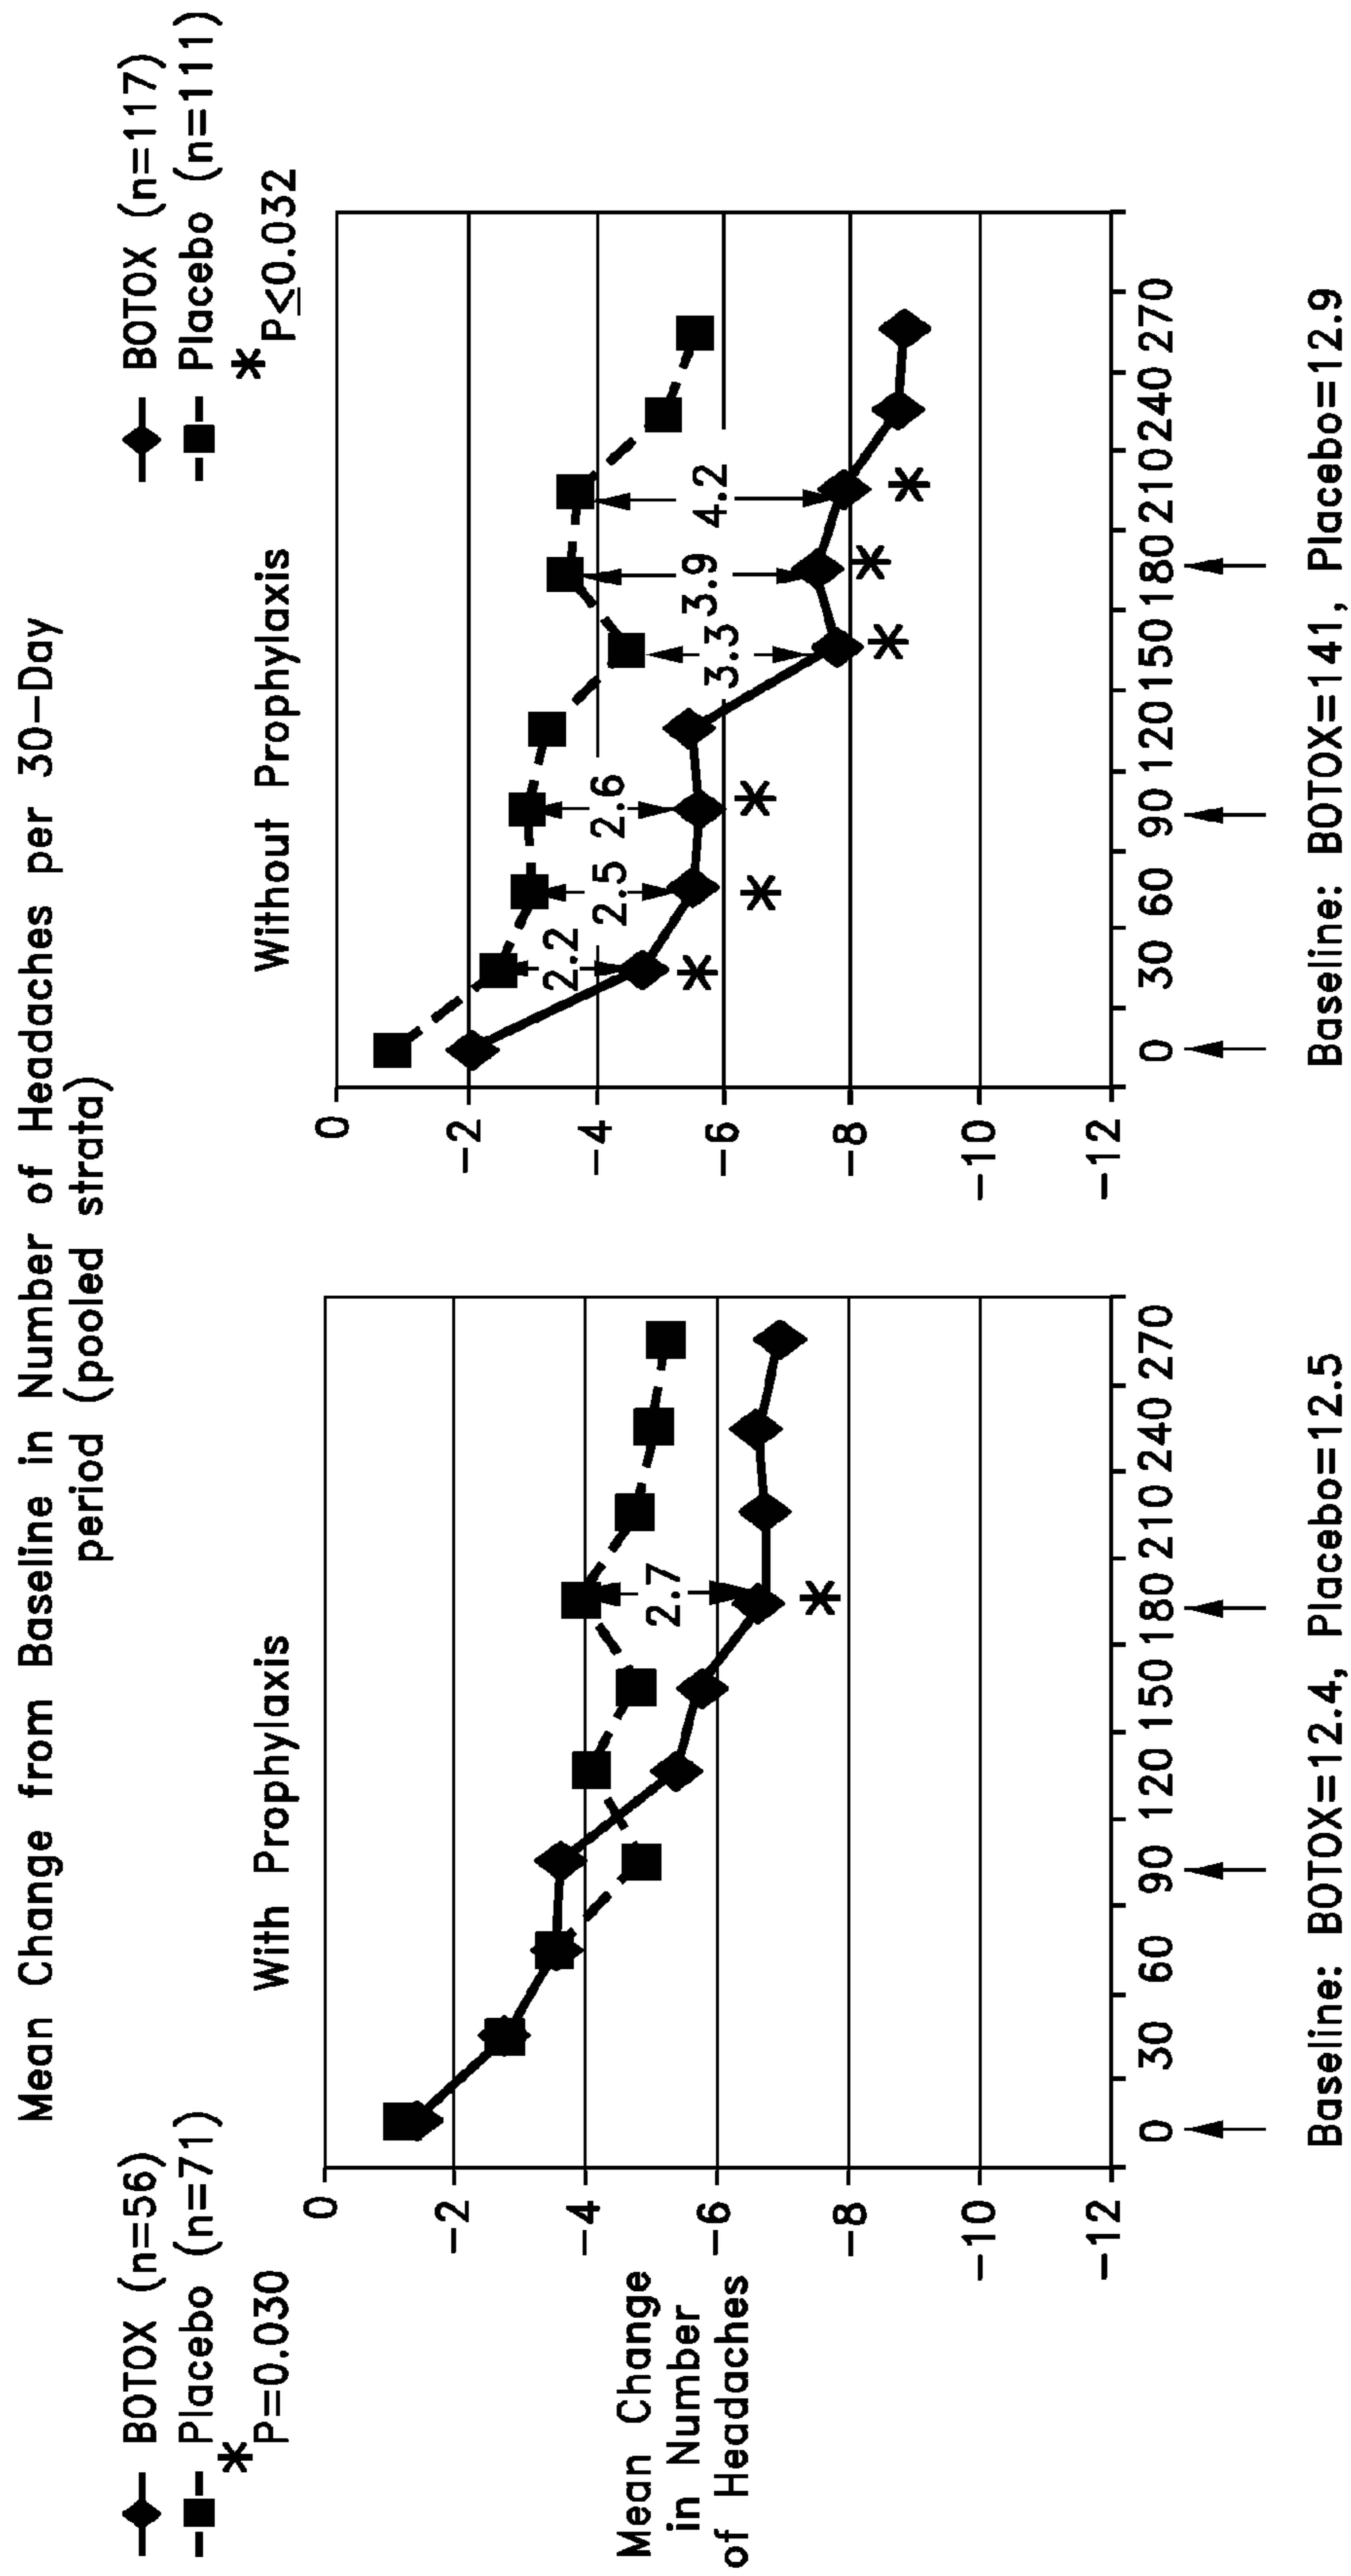 Mean Change from Baseline in Number of Headaches per 30-Day
period (pooled strata)
BOTOX (n=56)
Placebo (n=71)
* P=0.030
With Prophylaxis
Mean Change
in Number
of Headaches
0
-2
-4
-6
-8
-10
-12
2.7
*
0 30 60 90 120 150 180 210 240 270
Baseline: BOTOX=12.4, Placebo=12.5
BOTOX (n=117)
Placebo (n=111)
* P≤0.032
Without Prophylaxis
0
-2
-4
-6
-8
-10
-12
2.2 2.5 2.6 3.3 3.9 4.2
* * * * * *
0 30 60 90 120 150 180 210 240 270
Baseline: BOTOX=141, Placebo=12.9